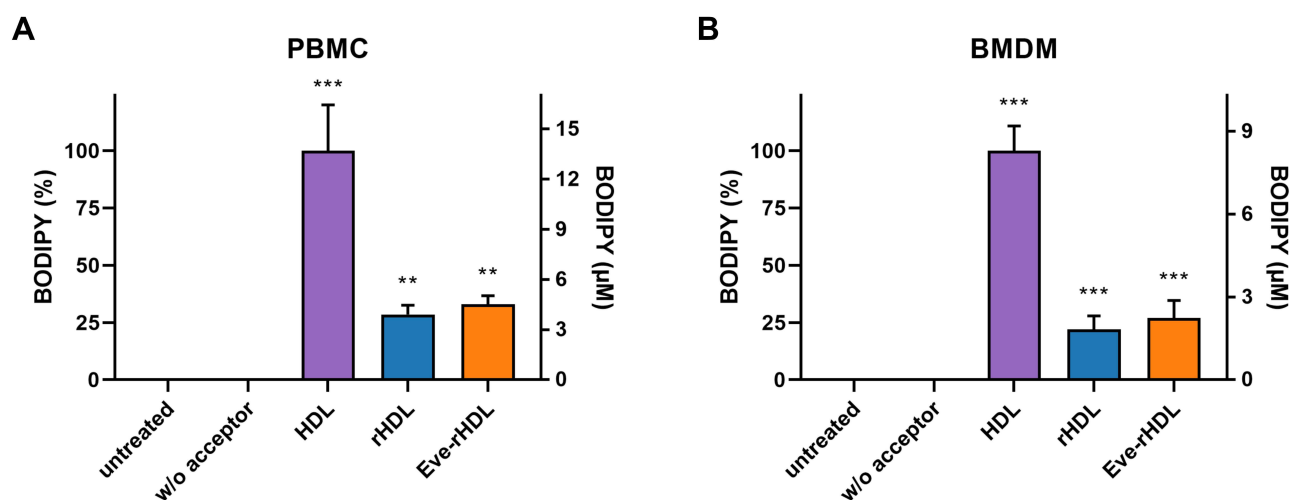 A
PBMC
BODIPY (%)
100
75
50
25
0
***
**
**
15
12
9
6
3
0
BODIPY (µM)
untreated
w/o acceptor
HDL
rHDL
Eve-rHDL
B
BMDM
BODIPY (%)
100
75
50
25
0
***
***
***
9
6
3
0
BODIPY (µM)
untreated
w/o acceptor
HDL
rHDL
Eve-rHDL